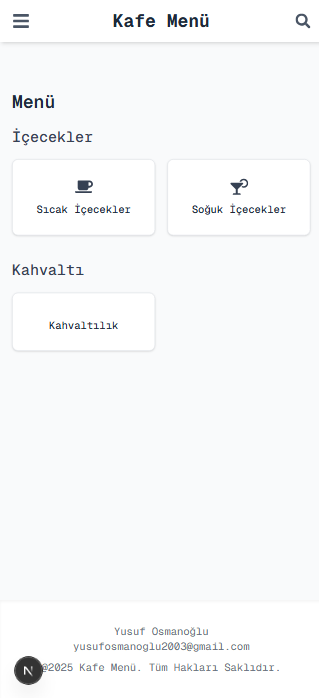 Kafe Menü
Menü
İçecekler
Sıcak İçecekler
Soğuk İçecekler
Kahvaltı
Kahvaltılık
Yusuf Osmanoğlu
yusufosmanoglu2003@gmail.com
N
@2025 Kafe Menü. Tüm Hakları Saklıdır.